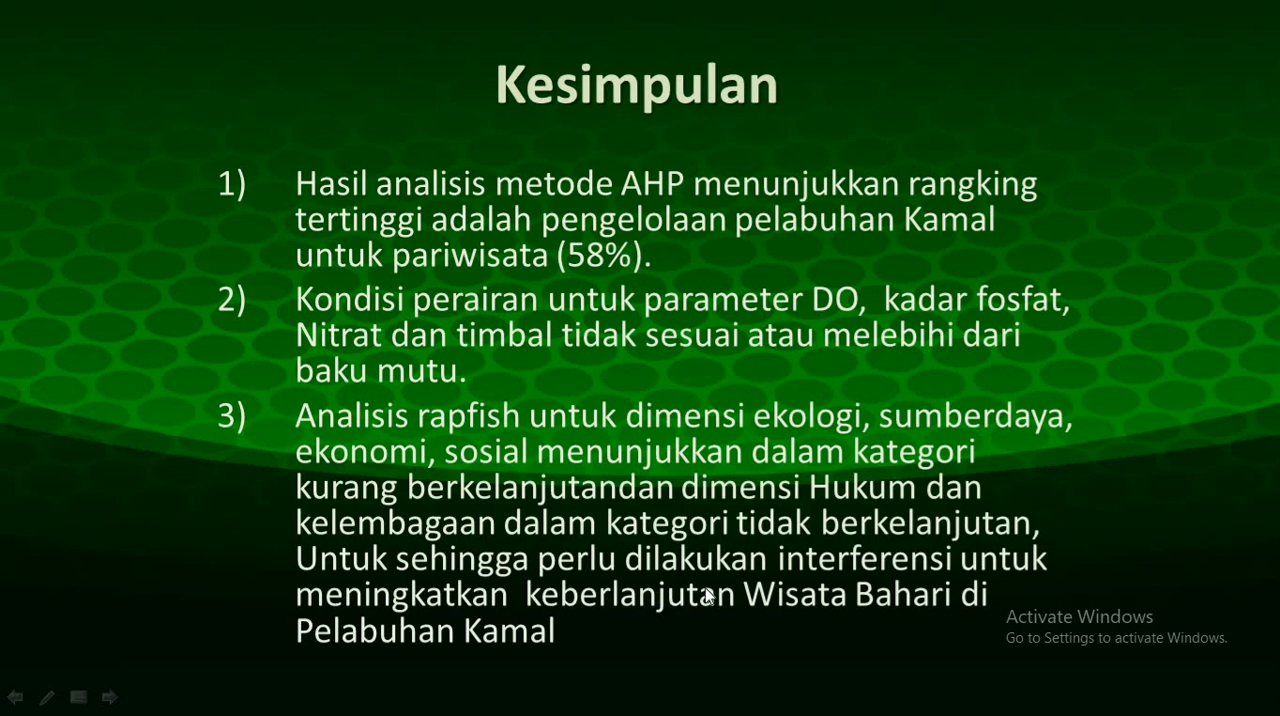 Kesimpulan
1) Hasil analisis metode AHP menunjukkan rangking
tertinggi adalah pengelolaan pelabuhan Kamal
untuk pariwisata (58%).
2) Kondisi perairan untuk parameter DO,  kadar fosfat,
Nitrat dan timbal tidak sesuai atau melebihi dari
baku mutu.
3) Analisis rapfish untuk dimensi ekologi, sumberdaya,
ekonomi, sosial menunjukkan dalam kategori
kurang berkelanjutandan dimensi Hukum dan
kelembagaan dalam kategori tidak berkelanjutan,
Untuk sehingga perlu dilakukan interferensi untuk
meningkatkan  keberlanjutan Wisata Bahari di
Pelabuhan Kamal
Activate Windows
Go to Settings to activate Windows.